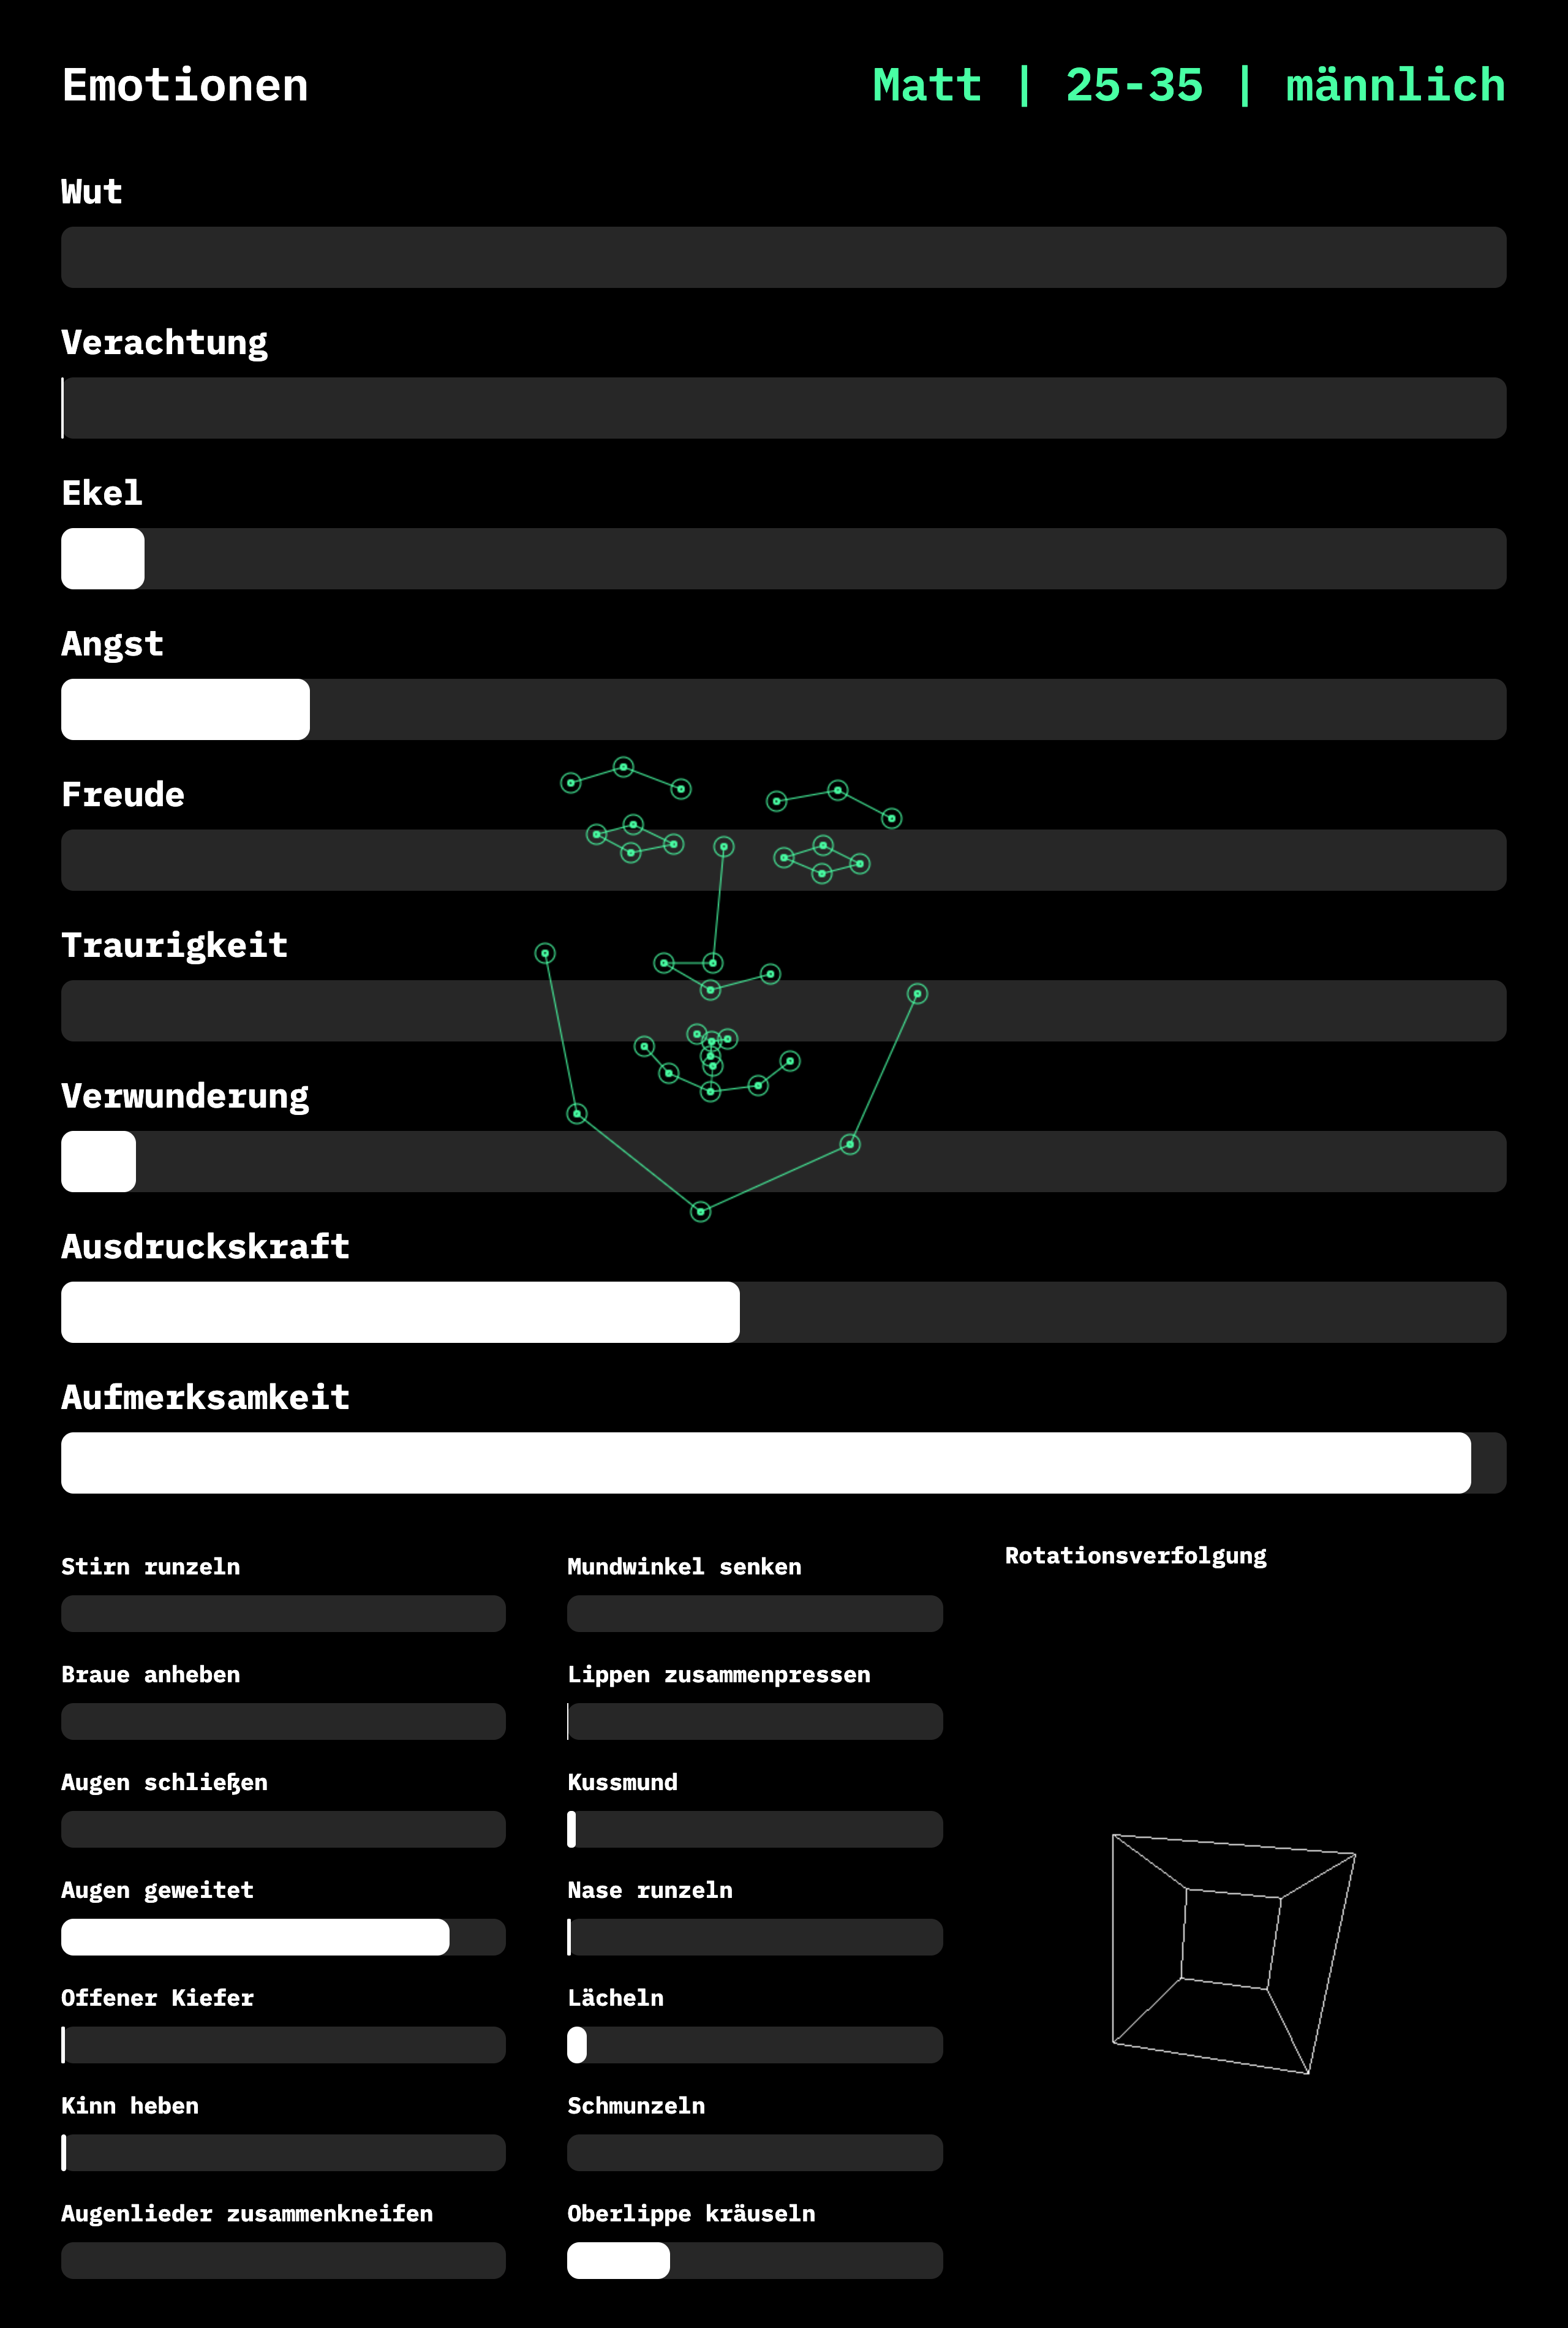 Emotionen
Matt | 25-35 | männlich
Wut
Verachtung
Ekel
Angst
Freude
Traurigkeit
Verwunderung
Ausdruckskraft
Aufmerksamkeit
Stirn runzeln
Braue anheben
Augen schließen
Augen geweitet
Offener Kiefer
Kinn heben
Augenlieder zusammenkneifen
Mundwinkel senken
Lippen zusammenpressen
Kussmund
Nase runzeln
Lächeln
Schmunzeln
Oberlippe kräuseln
Rotationsverfolgung